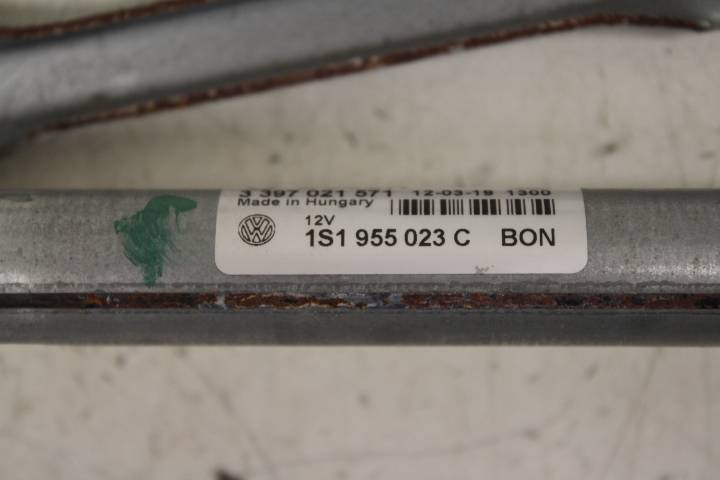 3 397 021 571 12-03-19 1300
Made in Hungary
12V
1S1 955 023 C BON